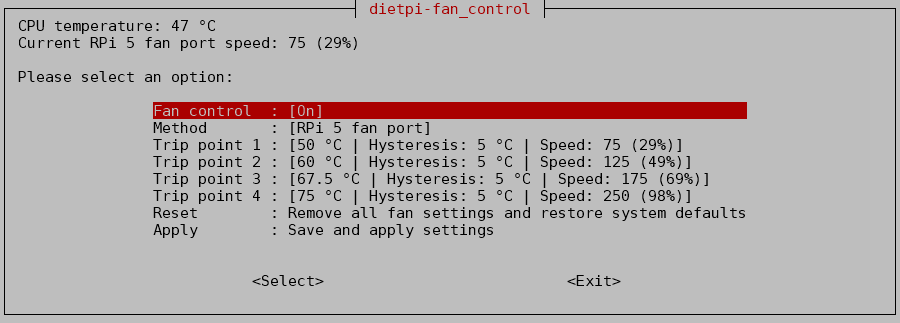 dietpi-fan_control
CPU temperature: 47 °C
Current RPi 5 fan port speed: 75 (29%)
Please select an option:
Fan control : [On]
Method : [RPi 5 fan port]
Trip point 1 : [50 °C | Hysteresis: 5 °C | Speed: 75 (29%)]
Trip point 2 : [60 °C | Hysteresis: 5 °C | Speed: 125 (49%)]
Trip point 3 : [67.5 °C | Hysteresis: 5 °C | Speed: 175 (69%)]
Trip point 4 : [75 °C | Hysteresis: 5 °C | Speed: 250 (98%)]
Reset : Remove all fan settings and restore system defaults
Apply : Save and apply settings
<Select> <Exit>